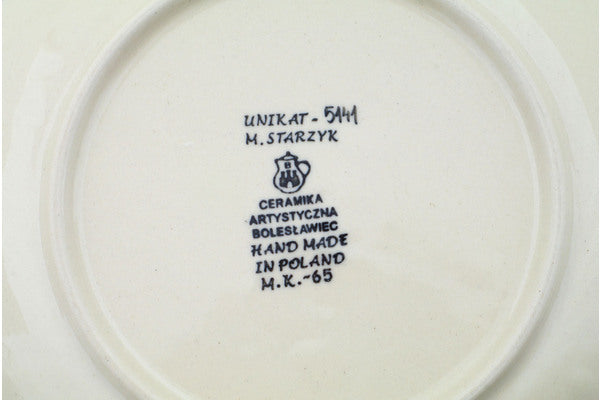 UNIKAT - 5141
M. STARZYK
B
CERAMIKA
ARTYSTYCZNA
BOLESŁAWIEC
HAND MADE
IN POLAND
M.K.-65